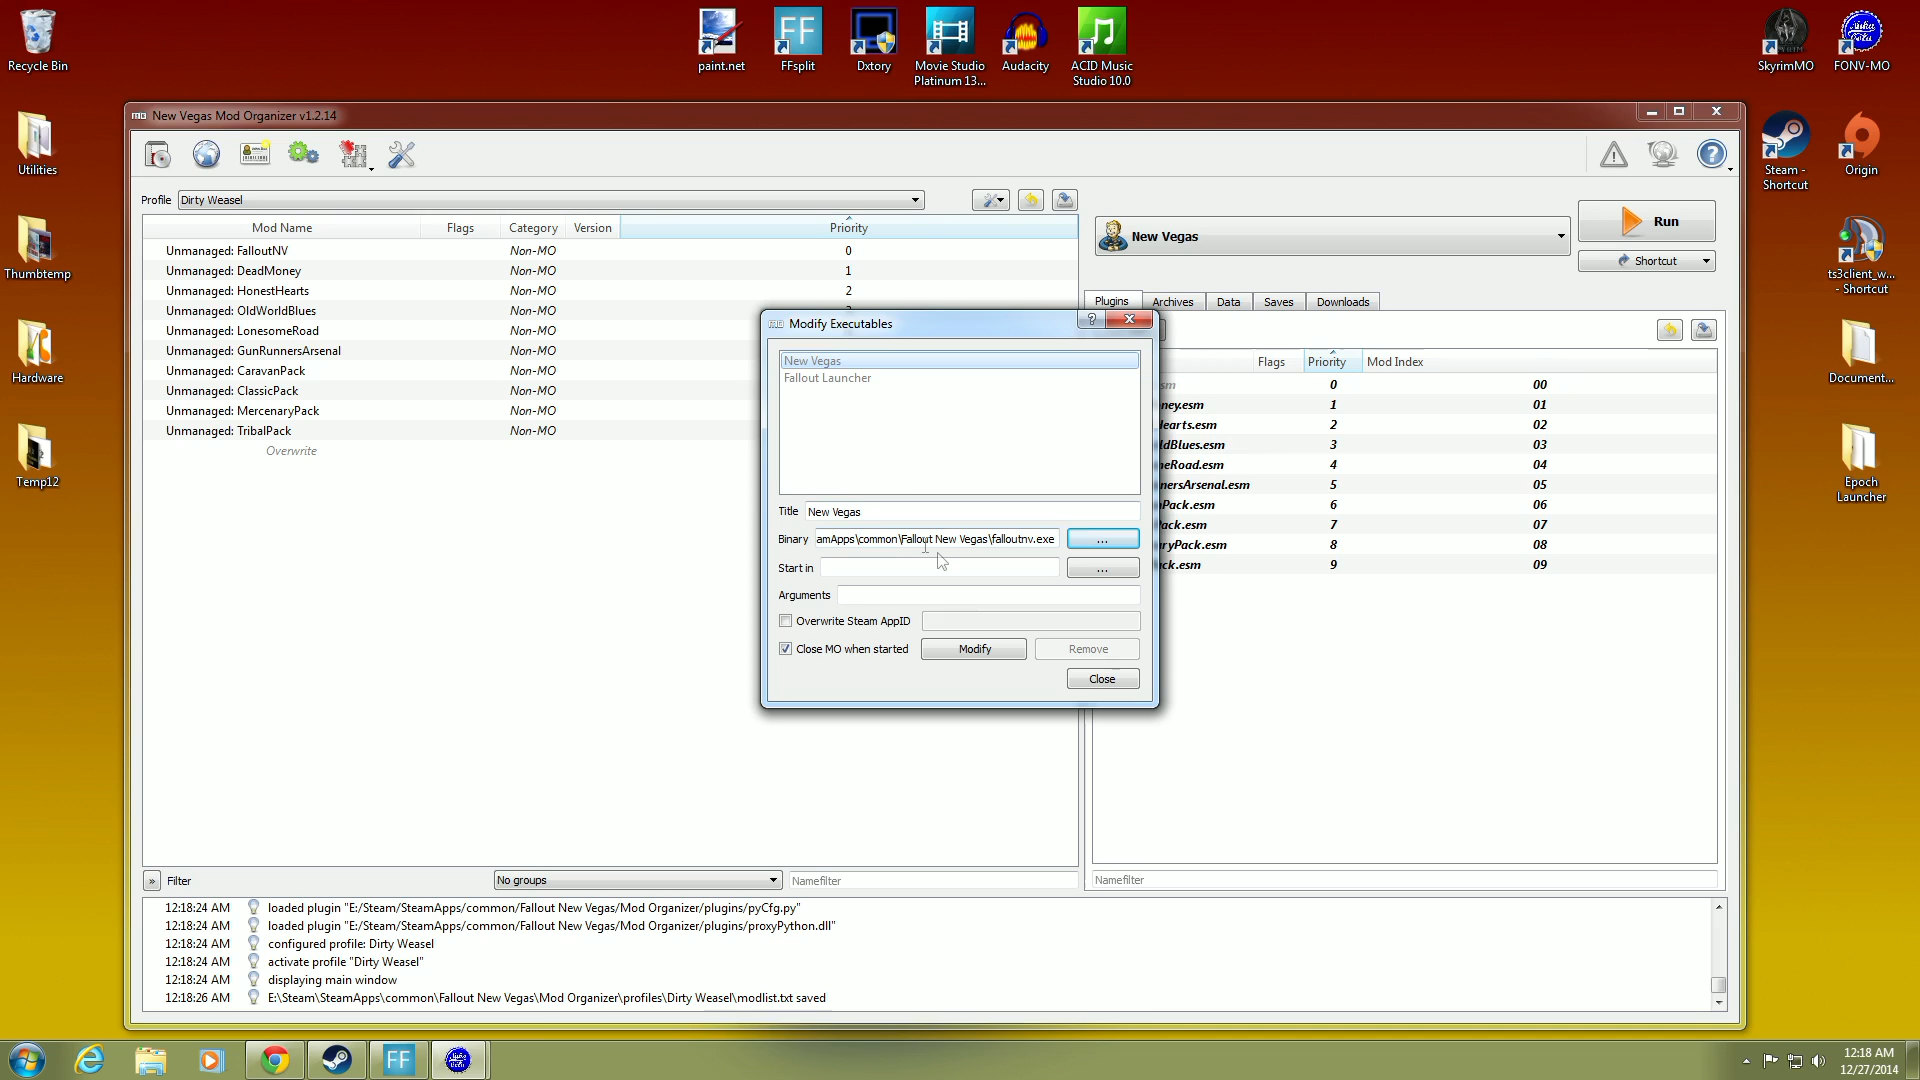 Recycle Bin
paint.net
FFsplit
Dxtory
Movie Studio
Platinum 13...
Audacity
ACID Music
Studio 10.0
SkyrimMO
FONV-MO
Utilities
Thumbtemp
Hardware
Temp12
Steam -
Shortcut
Origin
ts3client_w...
- Shortcut
Document...
Epoch
Launcher
New Vegas Mod Organizer v1.2.14
Profile Dirty Weasel
Mod Name Flags Category Version Priority
Unmanaged: FalloutNV Non-MO 0
Unmanaged: DeadMoney Non-MO 1
Unmanaged: HonestHearts Non-MO 2
Unmanaged: OldWorldBlues Non-MO
Unmanaged: LonesomeRoad Non-MO
Unmanaged: GunRunnersArsenal Non-MO
Unmanaged: CaravanPack Non-MO
Unmanaged: ClassicPack Non-MO
Unmanaged: MercenaryPack Non-MO
Unmanaged: TribalPack Non-MO
Overwrite
New Vegas
Run
Shortcut
Plugins Archives Data Saves Downloads
Flags Priority Mod Index
sm 0 00
ney.esm 1 01
earts.esm 2 02
ldBlues.esm 3 03
eRoad.esm 4 04
nersArsenal.esm 5 05
Pack.esm 6 06
ack.esm 7 07
ryPack.esm 8 08
ck.esm 9 09
Modify Executables
New Vegas
Fallout Launcher
Title New Vegas
Binary amApps\common\Fallout New Vegas\falloutnv.exe ...
Start in ...
Arguments
Overwrite Steam AppID
Close MO when started Modify Remove
Close
» Filter No groups Namefilter
Namefilter
12:18:24 AM loaded plugin "E:/Steam/SteamApps/common/Fallout New Vegas/Mod Organizer/plugins/pyCfg.py"
12:18:24 AM loaded plugin "E:/Steam/SteamApps/common/Fallout New Vegas/Mod Organizer/plugins/proxyPython.dll"
12:18:24 AM configured profile: Dirty Weasel
12:18:24 AM activate profile "Dirty Weasel"
12:18:24 AM displaying main window
12:18:26 AM E:\Steam\SteamApps\common\Fallout New Vegas\Mod Organizer\profiles\Dirty Weasel\modlist.txt saved
FF
12:18 AM
12/27/2014